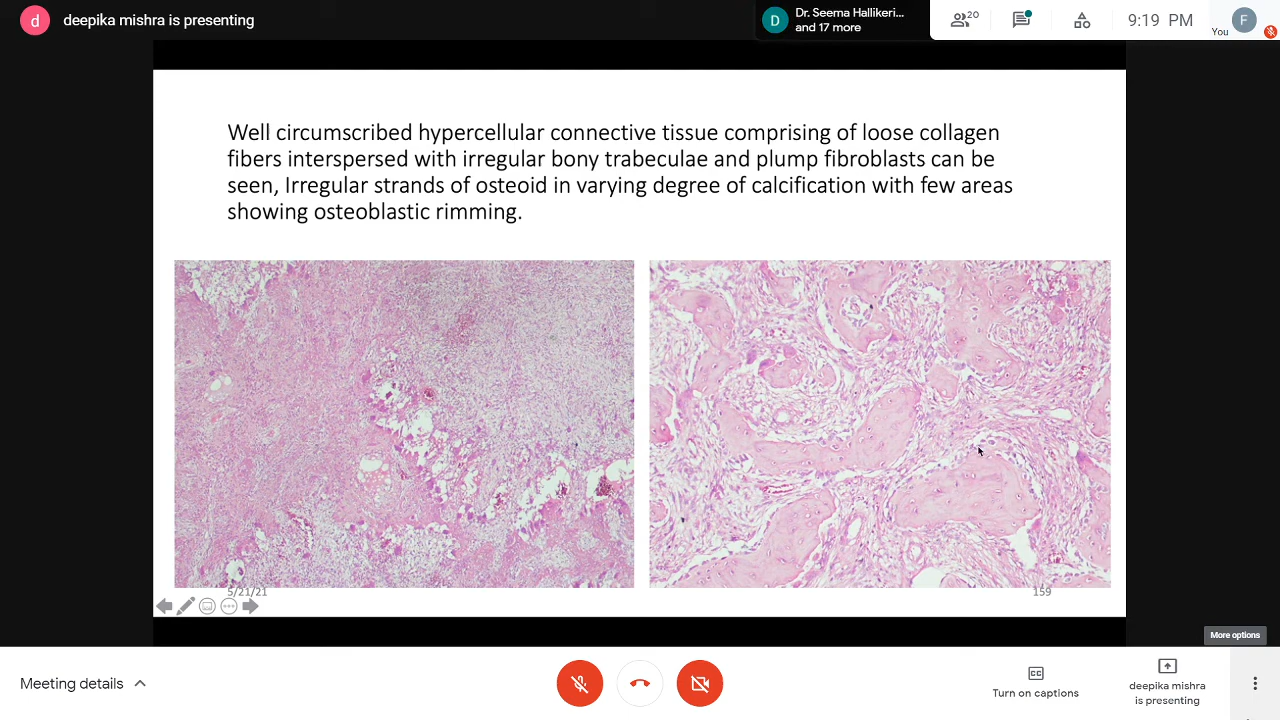 d
deepika mishra is presenting
D
Dr. Seema Hallikeri...
and 17 more
20
9:19 PM
F
You
Well circumscribed hypercellular connective tissue comprising of loose collagen
fibers interspersed with irregular bony trabeculae and plump fibroblasts can be
seen, Irregular strands of osteoid in varying degree of calcification with few areas
showing osteoblastic rimming.
5/21/21
159
More options
Meeting details
CC
Turn on captions
deepika mishra
is presenting